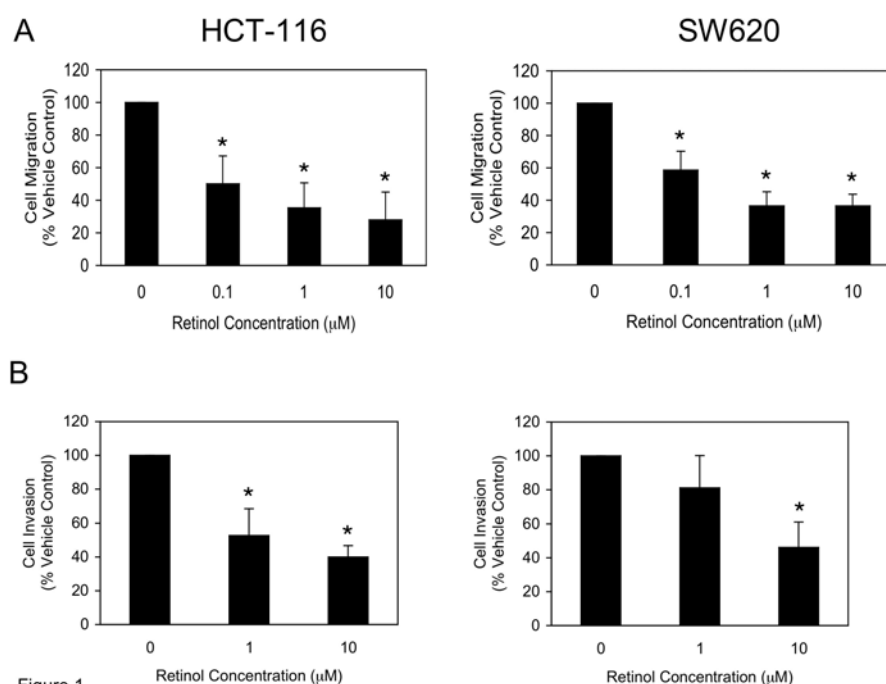 A
HCT-116
SW620
120
100
80
60
40
20
0
Cell Migration
(% Vehicle Control)
*
*
*
0 0.1 1 10
Retinol Concentration (μM)
120
100
80
60
40
20
0
Cell Migration
(% Vehicle Control)
*
*
*
0 0.1 1 10
Retinol Concentration (μM)
B
120
100
80
60
40
20
0
Cell Invasion
(% Vehicle Control)
*
*
0 1 10
Retinol Concentration (μM)
120
100
80
60
40
20
0
Cell Invasion
(% Vehicle Control)
*
0 1 10
Retinol Concentration (μM)